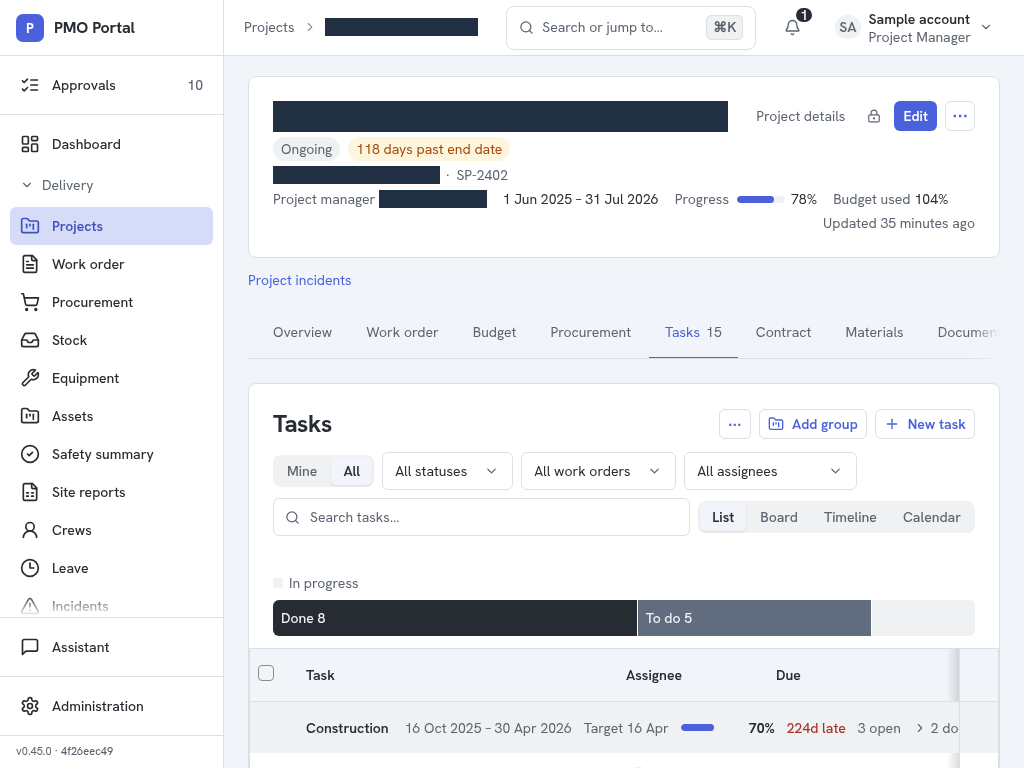 P PMO Portal
Projects
Search or jump to...
⌘K
1
SA
Sample account
Project Manager
Approvals 10
Dashboard
Delivery
Projects
Work order
Procurement
Stock
Equipment
Assets
Safety summary
Site reports
Crews
Leave
Incidents
Assistant
Administration
v0.45.0 · 4f26eec49
Project details
Edit
Ongoing
118 days past end date
· SP-2402
Project manager
1 Jun 2025 – 31 Jul 2026
Progress 78%
Budget used 104%
Updated 35 minutes ago
Project incidents
Overview Work order Budget Procurement Tasks 15 Contract Materials Documen
Tasks
Add group
New task
Mine All
All statuses
All work orders
All assignees
Search tasks...
List Board Timeline Calendar
In progress
Done 8
To do 5
Task Assignee Due
Construction 16 Oct 2025 – 30 Apr 2026 Target 16 Apr 70% 224d late 3 open 2 do